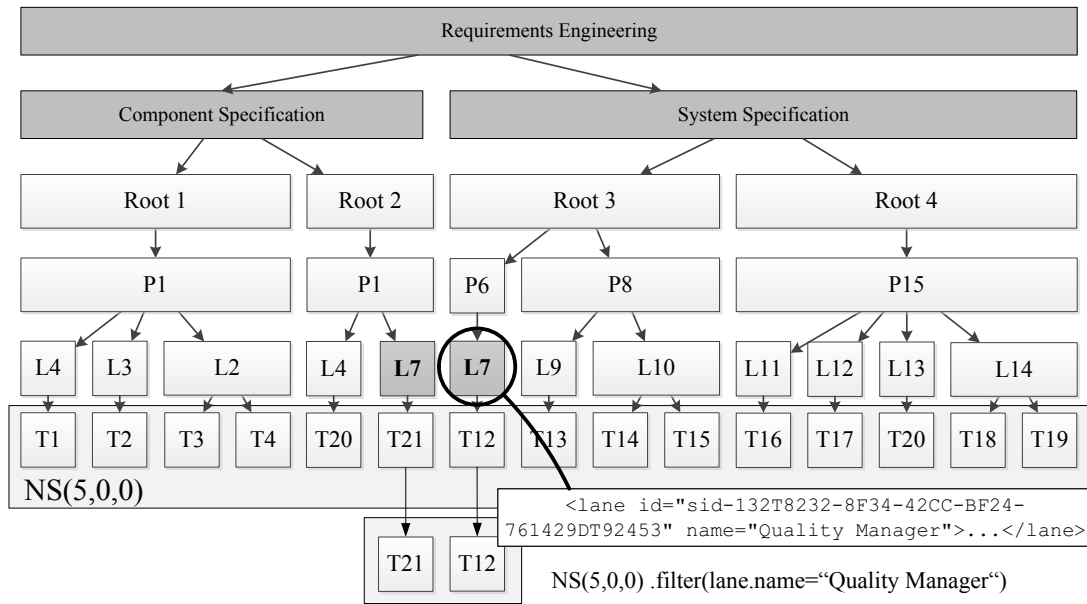 Requirements Engineering
Component Specification
System Specification
Root 1
Root 2
Root 3
Root 4
P1
P1
P6
P8
P15
L4
L3
L2
L4
L7
L7
L9
L10
L11
L12
L13
L14
T1
T2
T3
T4
T20
T21
T12
T13
T14
T15
T16
T17
T20
T18
T19
NS(5,0,0)
<lane id="sid-132T8232-8F34-42CC-BF24-
761429DT92453" name="Quality Manager">...</lane>
T21
T12
NS(5,0,0) .filter(lane.name=“Quality Manager“)